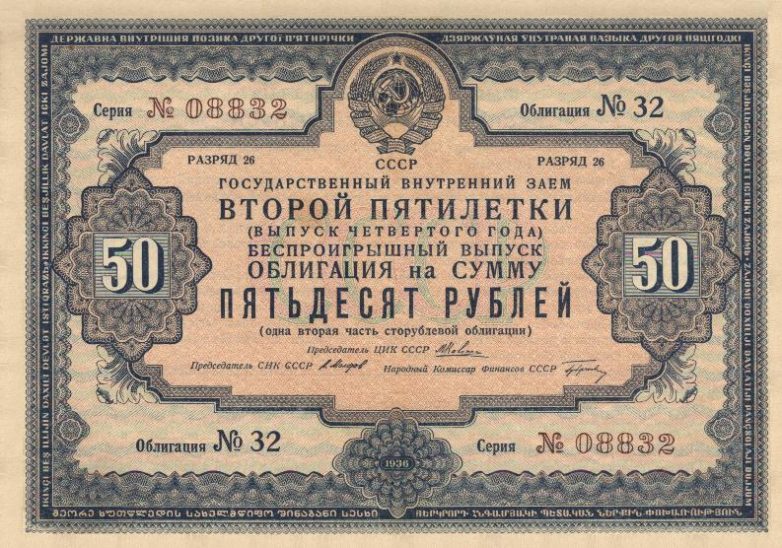 ДЕРЖАВНА ВНУТРІШНЯ ПОЗИКА ДРУГОЇ П'ЯТИРІЧКИ
ДЗЯРЖАЎНАЯ УНУТРАНАЯ ПАЗЫКА ДРУГОЙ ПЯЦІГОДКІ
Серия № 08832
Облигация № 32
РАЗРЯД 26
СССР
РАЗРЯД 26
ГОСУДАРСТВЕННЫЙ ВНУТРЕННИЙ ЗАЕМ
ВТОРОЙ ПЯТИЛЕТКИ
(ВЫПУСК ЧЕТВЕРТОГО ГОДА)
БЕСПРОИГРЫШНЫЙ ВЫПУСК
50
ОБЛИГАЦИЯ на СУММУ
50
ПЯТЬДЕСЯТ РУБЛЕЙ
(одна вторая часть сторублевой облигации)
Председатель ЦИК СССР
Председатель СНК СССР
Народный Комиссар Финансов СССР
Облигация № 32
Серия № 08832
1936